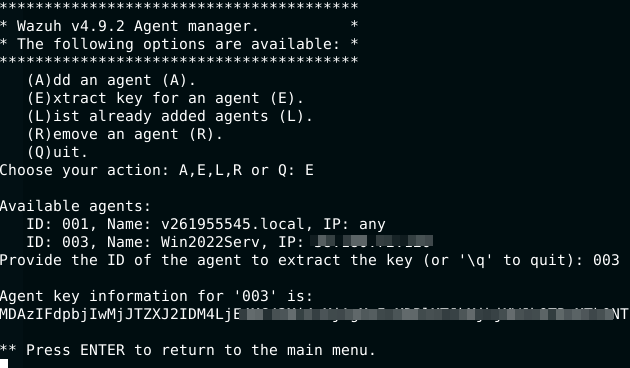 ****************************************
* Wazuh v4.9.2 Agent manager.          *
* The following options are available: *
****************************************
   (A)dd an agent (A).
   (E)xtract key for an agent (E).
   (L)ist already added agents (L).
   (R)emove an agent (R).
   (Q)uit.
Choose your action: A,E,L,R or Q: E
Available agents:
   ID: 001, Name: v261955545.local, IP: any
   ID: 003, Name: Win2022Serv, IP:
Provide the ID of the agent to extract the key (or '\q' to quit): 003
Agent key information for '003' is:
MDAzIFdpbjIwMjJTZXJ2IDM4LjE
** Press ENTER to return to the main menu.